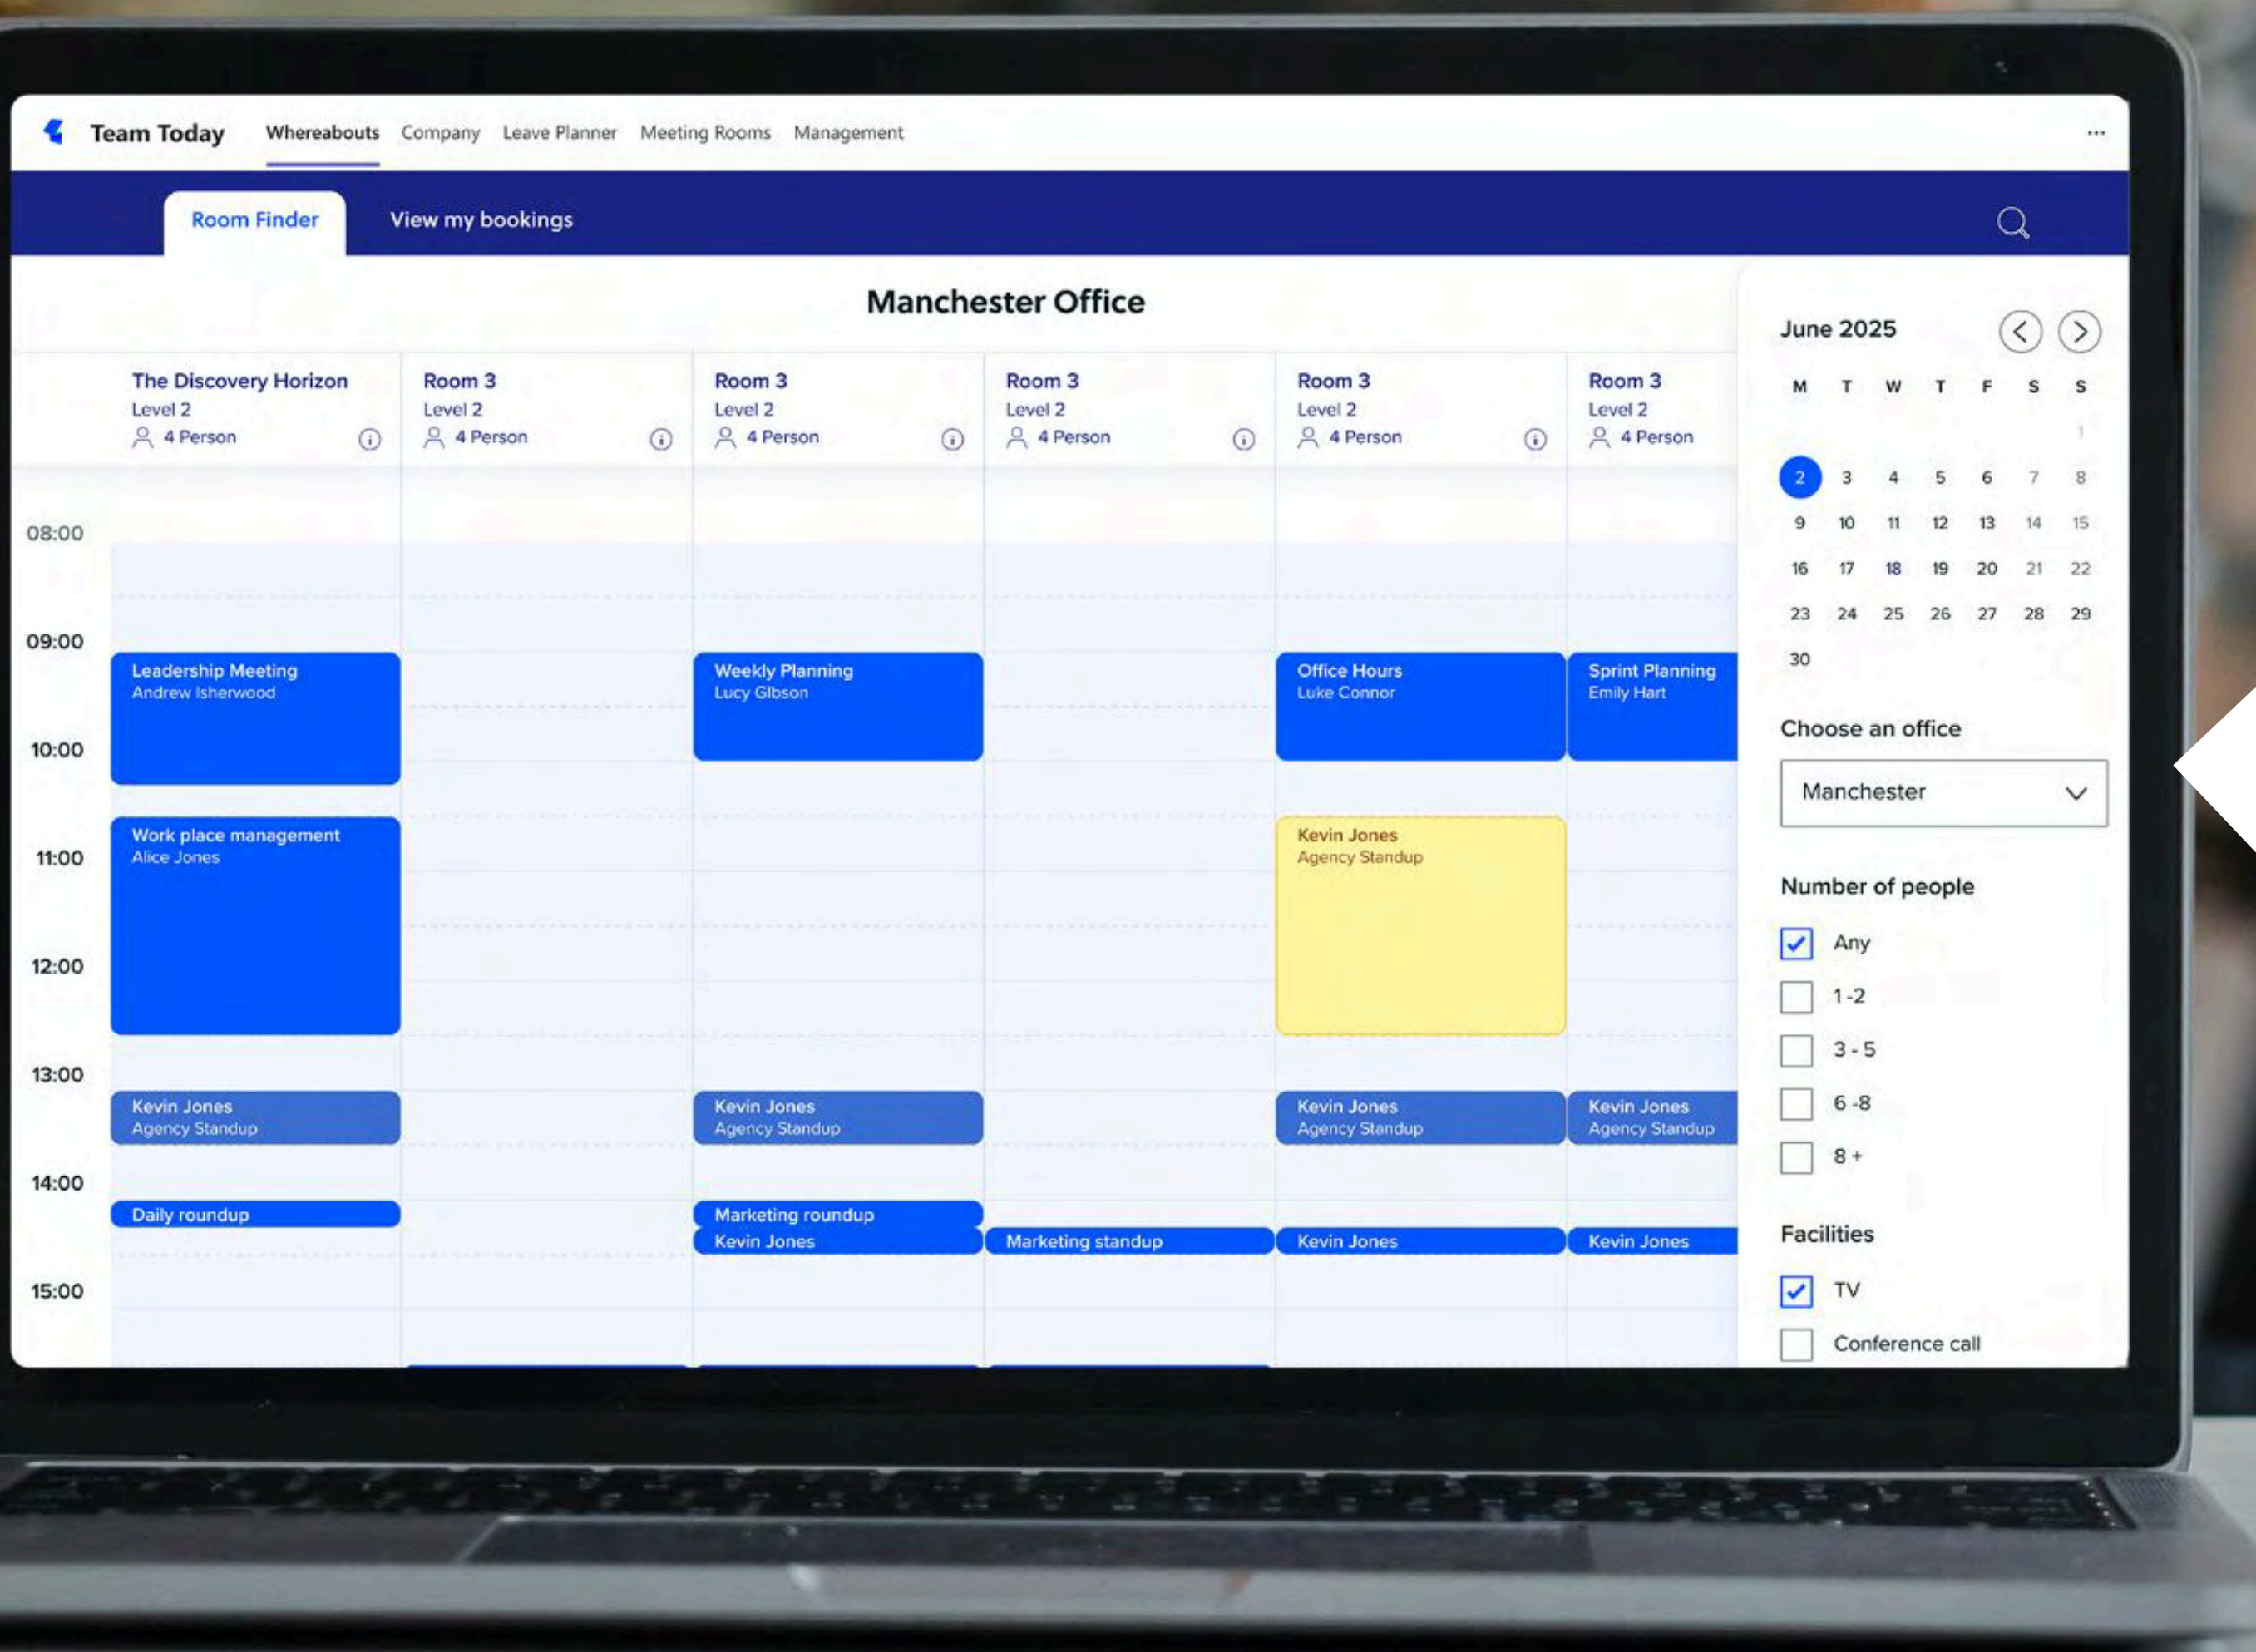 Team Today Whereabouts Company Leave Planner Meeting Rooms Management
Room Finder View my bookings
Manchester Office
The Discovery Horizon
Level 2
4 Person
Room 3
Level 2
4 Person
Room 3
Level 2
4 Person
Room 3
Level 2
4 Person
Room 3
Level 2
4 Person
Room 3
Level 2
4 Person
08:00
09:00
10:00
11:00
12:00
13:00
14:00
15:00
Leadership Meeting
Andrew Isherwood
Work place management
Alice Jones
Kevin Jones
Agency Standup
Daily roundup
Weekly Planning
Lucy GIbson
Kevin Jones
Agency Standup
Marketing roundup
Kevin Jones
Marketing standup
Office Hours
Luke Connor
Kevin Jones
Agency Standup
Kevin Jones
Agency Standup
Kevin Jones
Sprint Planning
Emily Hart
Kevin Jones
Agency Standup
Kevin Jones
June 2025
M T W T F S S
1
2 3 4 5 6 7 8
9 10 11 12 13 14 15
16 17 18 19 20 21 22
23 24 25 26 27 28 29
30
Choose an office
Manchester
Number of people
Any
1 -2
3 - 5
6 -8
8 +
Facilities
TV
Conference call